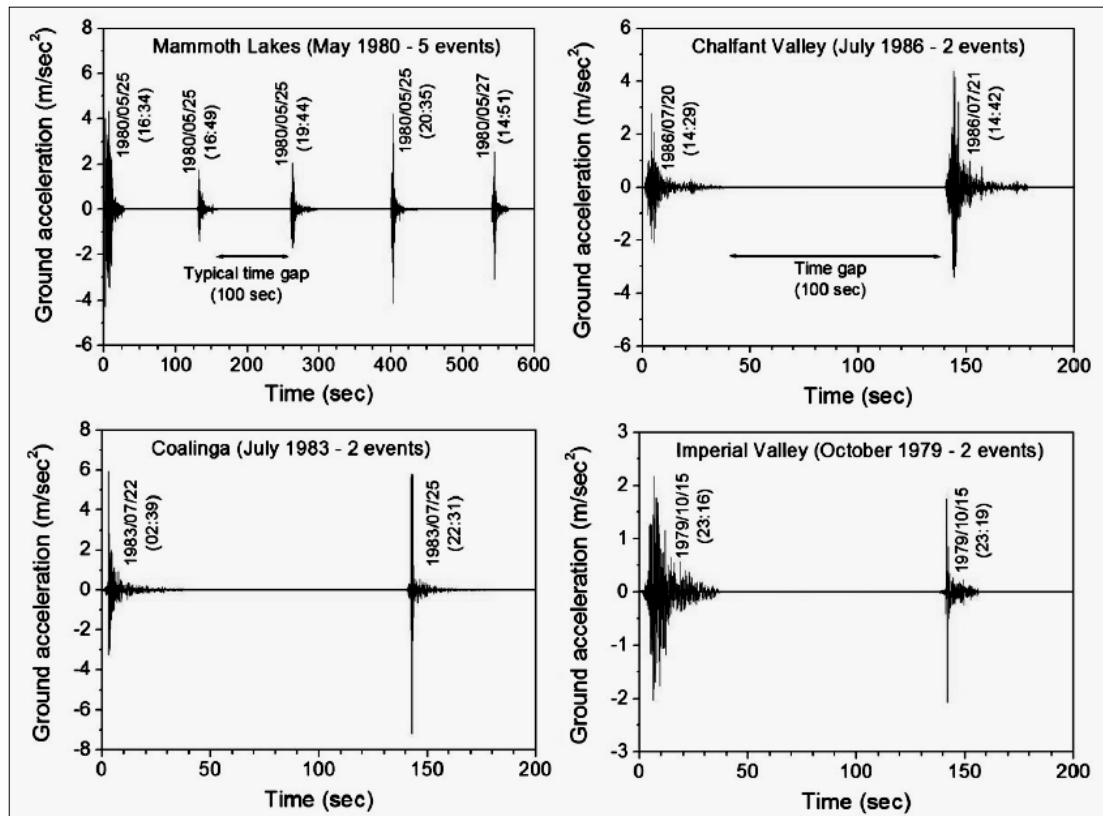 Mammoth Lakes (May 1980 - 5 events)
Ground acceleration (m/sec²)
8
6
4
2
0
-2
-4
-6
1980/05/25
(16:34)
1980/05/25
(16:49)
1980/05/25
(19:44)
1980/05/25
(20:35)
1980/05/27
(14:51)
Typical time gap
(100 sec)
0 100 200 300 400 500 600
Time (sec)
Chalfant Valley (July 1986 - 2 events)
Ground acceleration (m/sec²)
6
4
2
0
-2
-4
-6
1986/07/20
(14:29)
1986/07/21
(14:42)
Time gap
(100 sec)
0 50 100 150 200
Time (sec)
Coalinga (July 1983 - 2 events)
Ground acceleration (m/sec²)
8
6
4
2
0
-2
-4
-6
-8
1983/07/22
(02:39)
1983/07/25
(22:31)
0 50 100 150 200
Time (sec)
Imperial Valley (October 1979 - 2 events)
Ground acceleration (m/sec²)
3
2
1
0
-1
-2
-3
1979/10/15
(23:16)
1979/10/15
(23:19)
0 50 100 150 200
Time (sec)